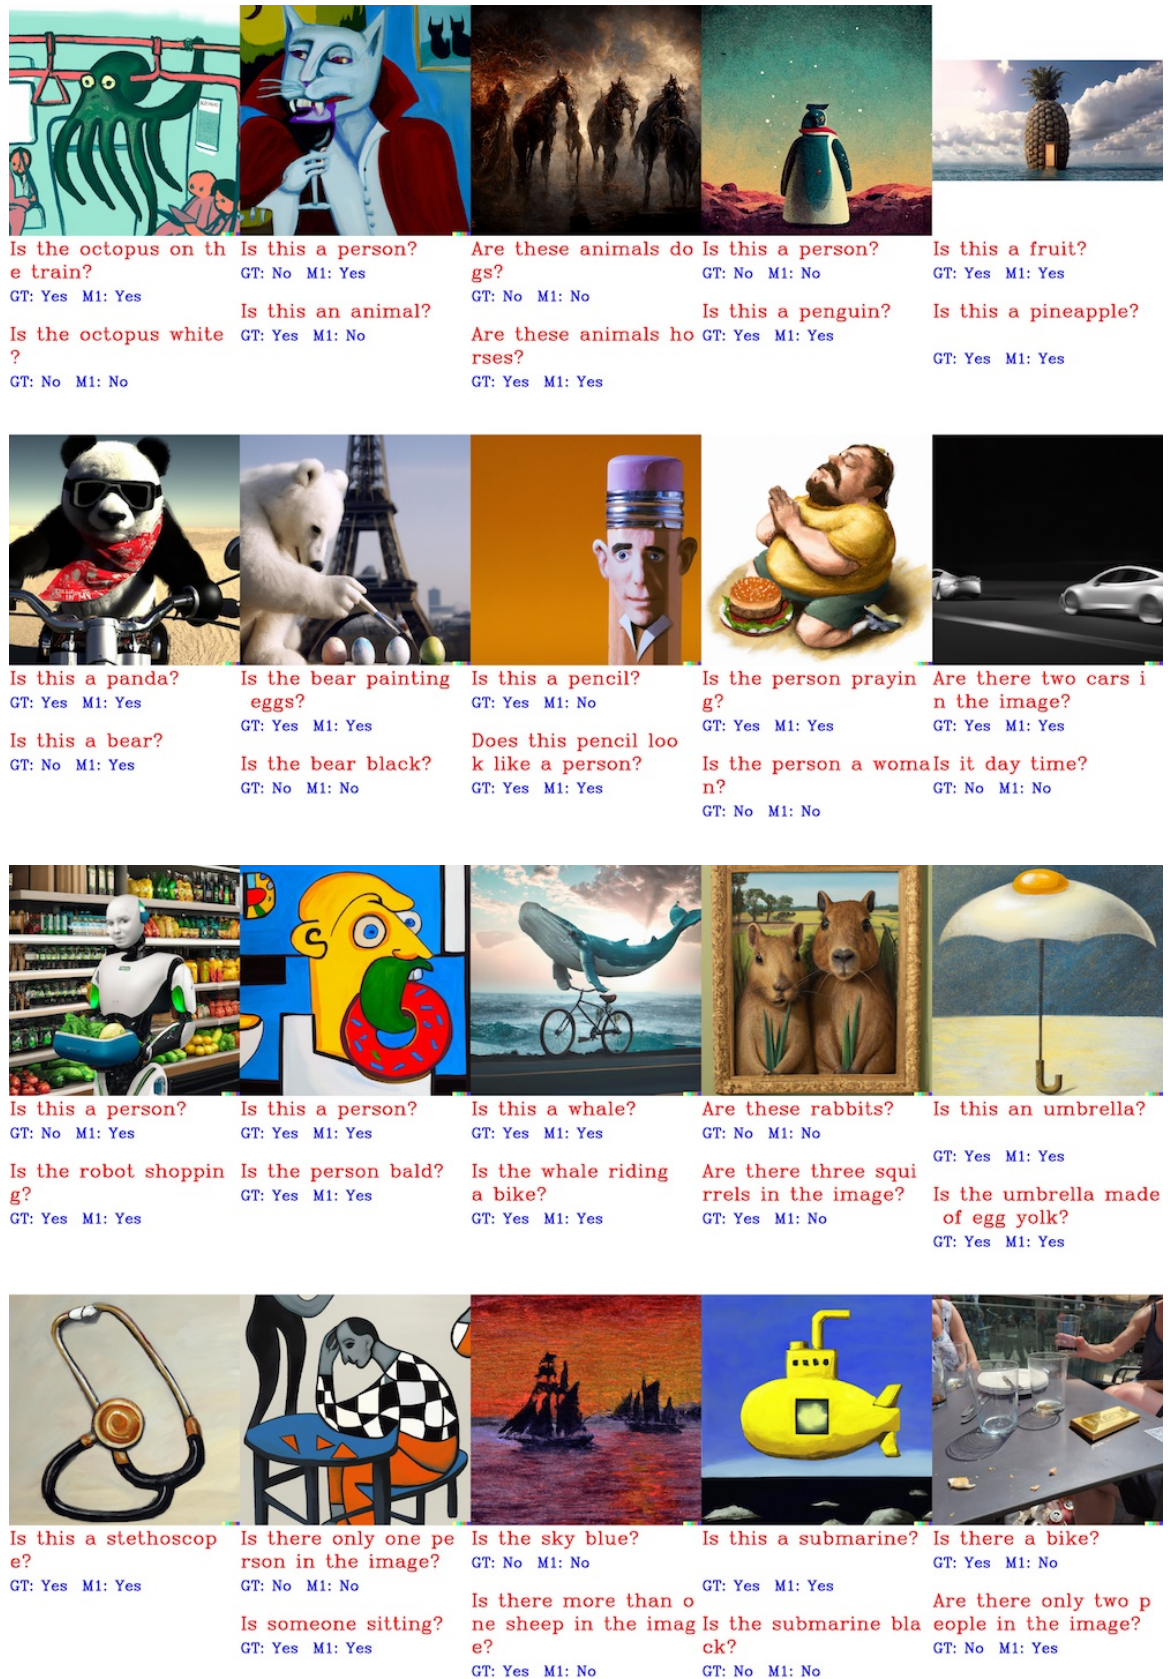 Is the octopus on th
e train?
GT: Yes M1: Yes
Is the octopus white
?
GT: No M1: No
Is this a person?
GT: No M1: Yes
Is this an animal?
GT: Yes M1: No
Are these animals do
gs?
GT: No M1: No
Are these animals ho
rses?
GT: Yes M1: Yes
Is this a person?
GT: No M1: No
Is this a penguin?
GT: Yes M1: Yes
Is this a fruit?
GT: Yes M1: Yes
Is this a pineapple?
GT: Yes M1: Yes
Is this a panda?
GT: Yes M1: Yes
Is this a bear?
GT: No M1: Yes
Is the bear painting
eggs?
GT: Yes M1: Yes
Is the bear black?
GT: No M1: No
Is this a pencil?
GT: Yes M1: No
Does this pencil loo
k like a person?
GT: Yes M1: Yes
Is the person prayin
g?
GT: Yes M1: Yes
Is the person a woma
n?
GT: No M1: No
Are there two cars i
n the image?
GT: Yes M1: Yes
Is it day time?
GT: No M1: No
Is this a person?
GT: No M1: Yes
Is the robot shoppin
g?
GT: Yes M1: Yes
Is this a person?
GT: Yes M1: Yes
Is the person bald?
GT: Yes M1: Yes
Is this a whale?
GT: Yes M1: Yes
Is the whale riding
a bike?
GT: Yes M1: Yes
Are these rabbits?
GT: No M1: No
Are there three squi
rrels in the image?
GT: Yes M1: No
Is this an umbrella?
GT: Yes M1: Yes
Is the umbrella made
of egg yolk?
GT: Yes M1: Yes
Is this a stethoscop
e?
GT: Yes M1: Yes
Is there only one pe
rson in the image?
GT: No M1: No
Is someone sitting?
GT: Yes M1: Yes
Is the sky blue?
GT: No M1: No
Is there more than o
ne sheep in the imag
e?
GT: Yes M1: No
Is this a submarine?
GT: Yes M1: Yes
Is the submarine bla
ck?
GT: No M1: No
Is there a bike?
GT: Yes M1: No
Are there only two p
eople in the image?
GT: No M1: Yes